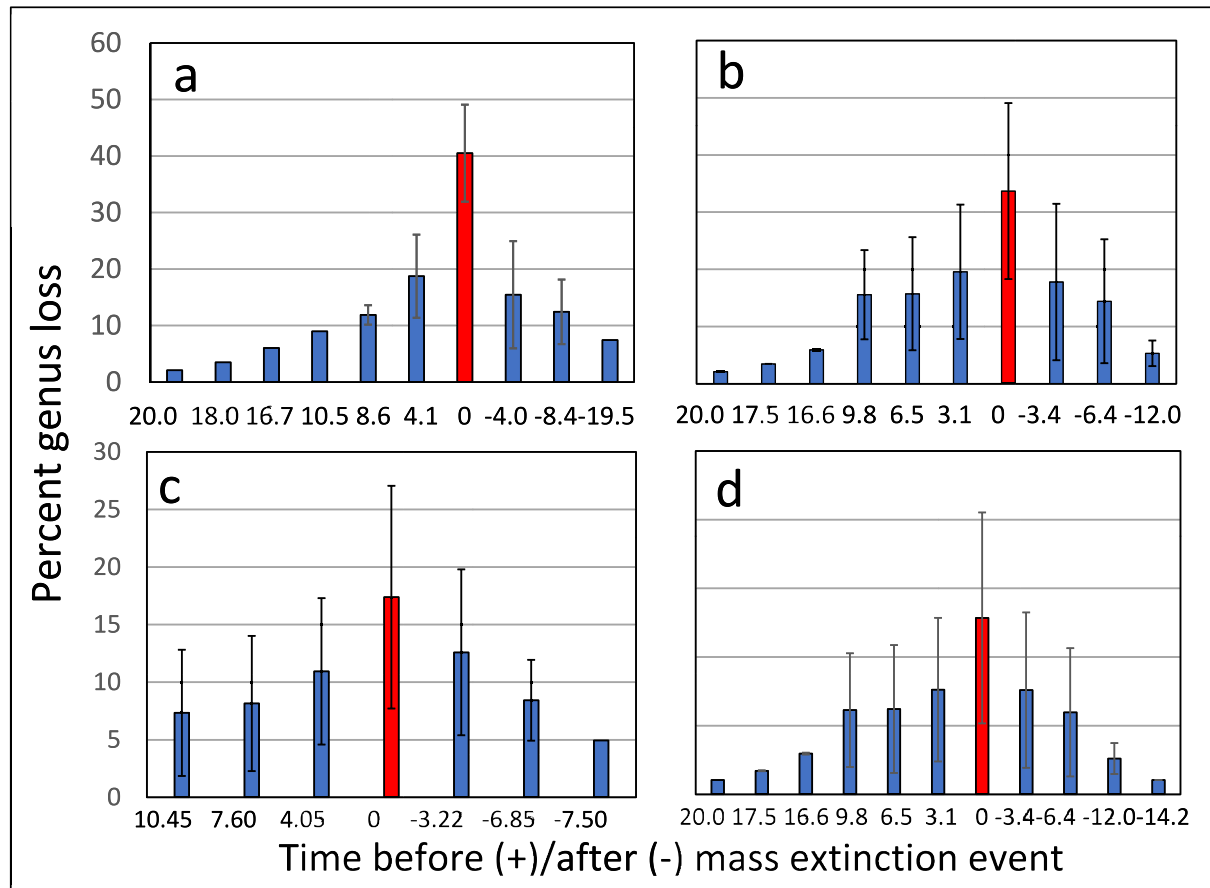 Percent genus loss
60
50
40
30
20
10
0
a
20.0 18.0 16.7 10.5 8.6 4.1 0 -4.0 -8.4 -19.5
b
20.0 17.5 16.6 9.8 6.5 3.1 0 -3.4 -6.4 -12.0
30
25
20
15
10
5
0
c
10.45 7.60 4.05 0 -3.22 -6.85 -7.50
d
20.0 17.5 16.6 9.8 6.5 3.1 0 -3.4 -6.4 -12.0 -14.2
Time before (+)/after (-) mass extinction event